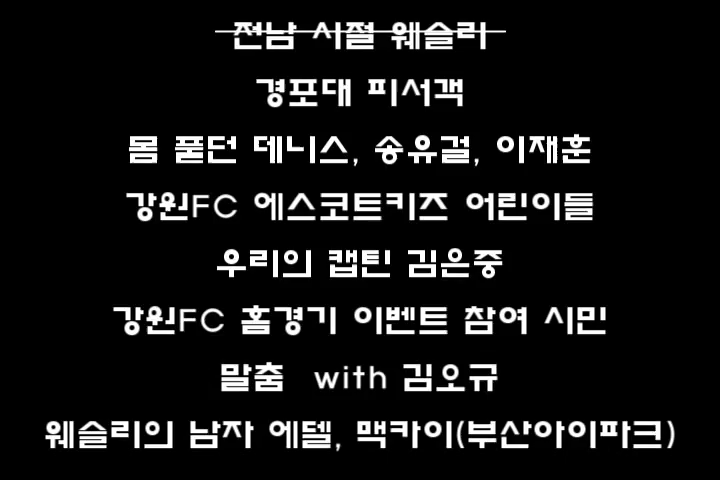 전남 시절 웨슬리
경포대 피서객
몸 풀던 데니스, 송유걸, 이재훈
강원FC 에스코트키즈 어린이들
우리의 캡틴 김은중
강원FC 홈경기 이벤트 참여 시민
말춤 with 김오규
웨슬리의 남자 에델, 맥카이(부산아이파크)